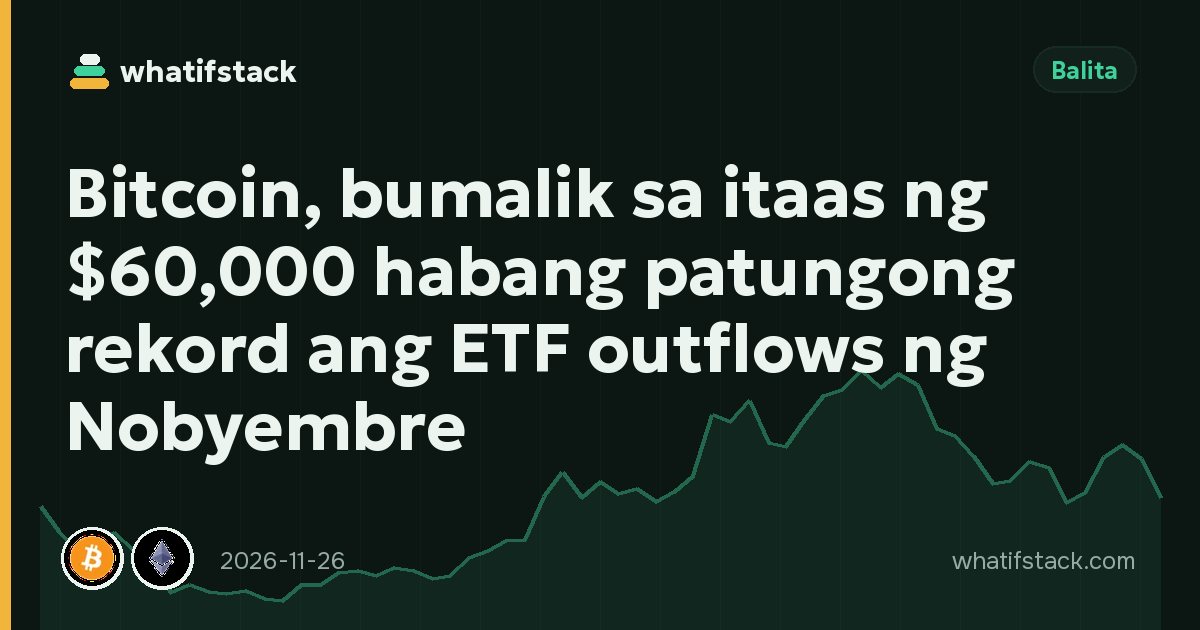 whatifstack
Balita
Bitcoin, bumalik sa itaas ng
$60,000 habang patungong
rekord ang ETF outflows ng
Nobyembre
2026-11-26
whatifstack.com